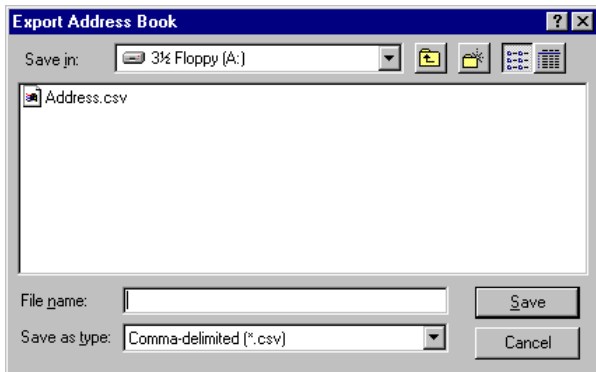 Export Address Book
Save in: 3½ Floppy (A:)
Address.csv
File name: Save
Save as type: Comma-delimited (*.csv) Cancel